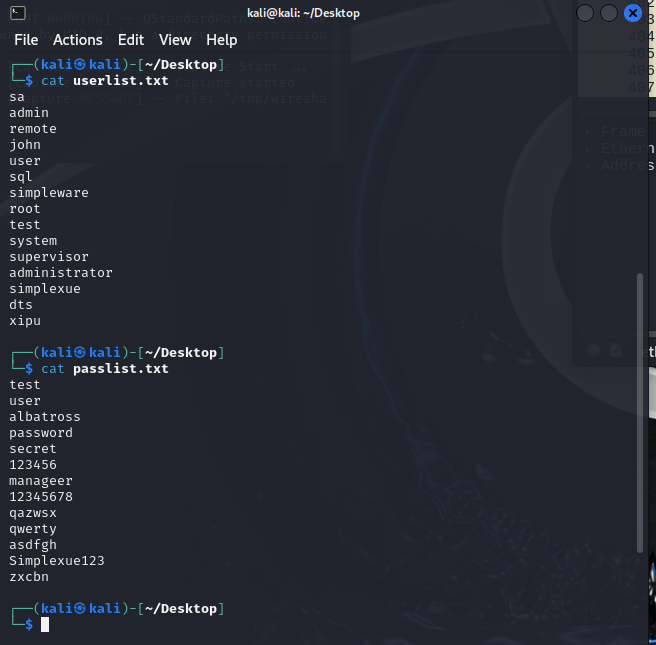 kali@kali: ~/Desktop
File Actions Edit View Help
┌──(kali㉿kali)-[~/Desktop]
└─$ cat userlist.txt
sa
admin
remote
john
user
sql
simpleware
root
test
system
supervisor
administrator
simplexue
dts
xipu
┌──(kali㉿kali)-[~/Desktop]
└─$ cat passlist.txt
test
user
albatross
password
secret
123456
manageer
12345678
qazwsx
qwerty
asdfgh
Simplexue123
zxcbn
┌──(kali㉿kali)-[~/Desktop]
└─$